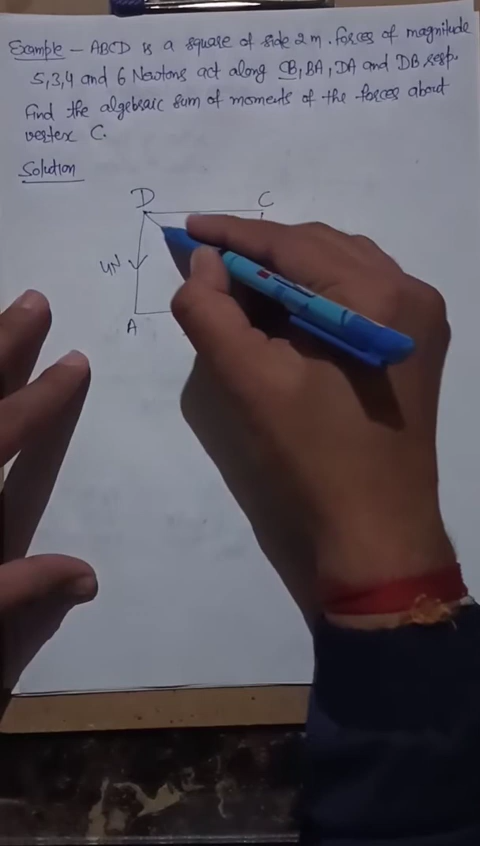 Example - ABCD is a square of side 2 m. forces of magnitude
5,3,4 and 6 Newtons act along CB, BA, DA and DB resp.
Find the algebraic sum of moments of the forces about
vertex C.
Solution
D C
4N
A